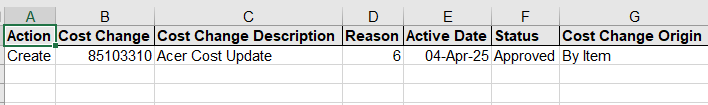 A B C D E F G
Action Cost Change Cost Change Description Reason Active Date Status Cost Change Origin
Create 85103310 Acer Cost Update 6 04-Apr-25 Approved By Item